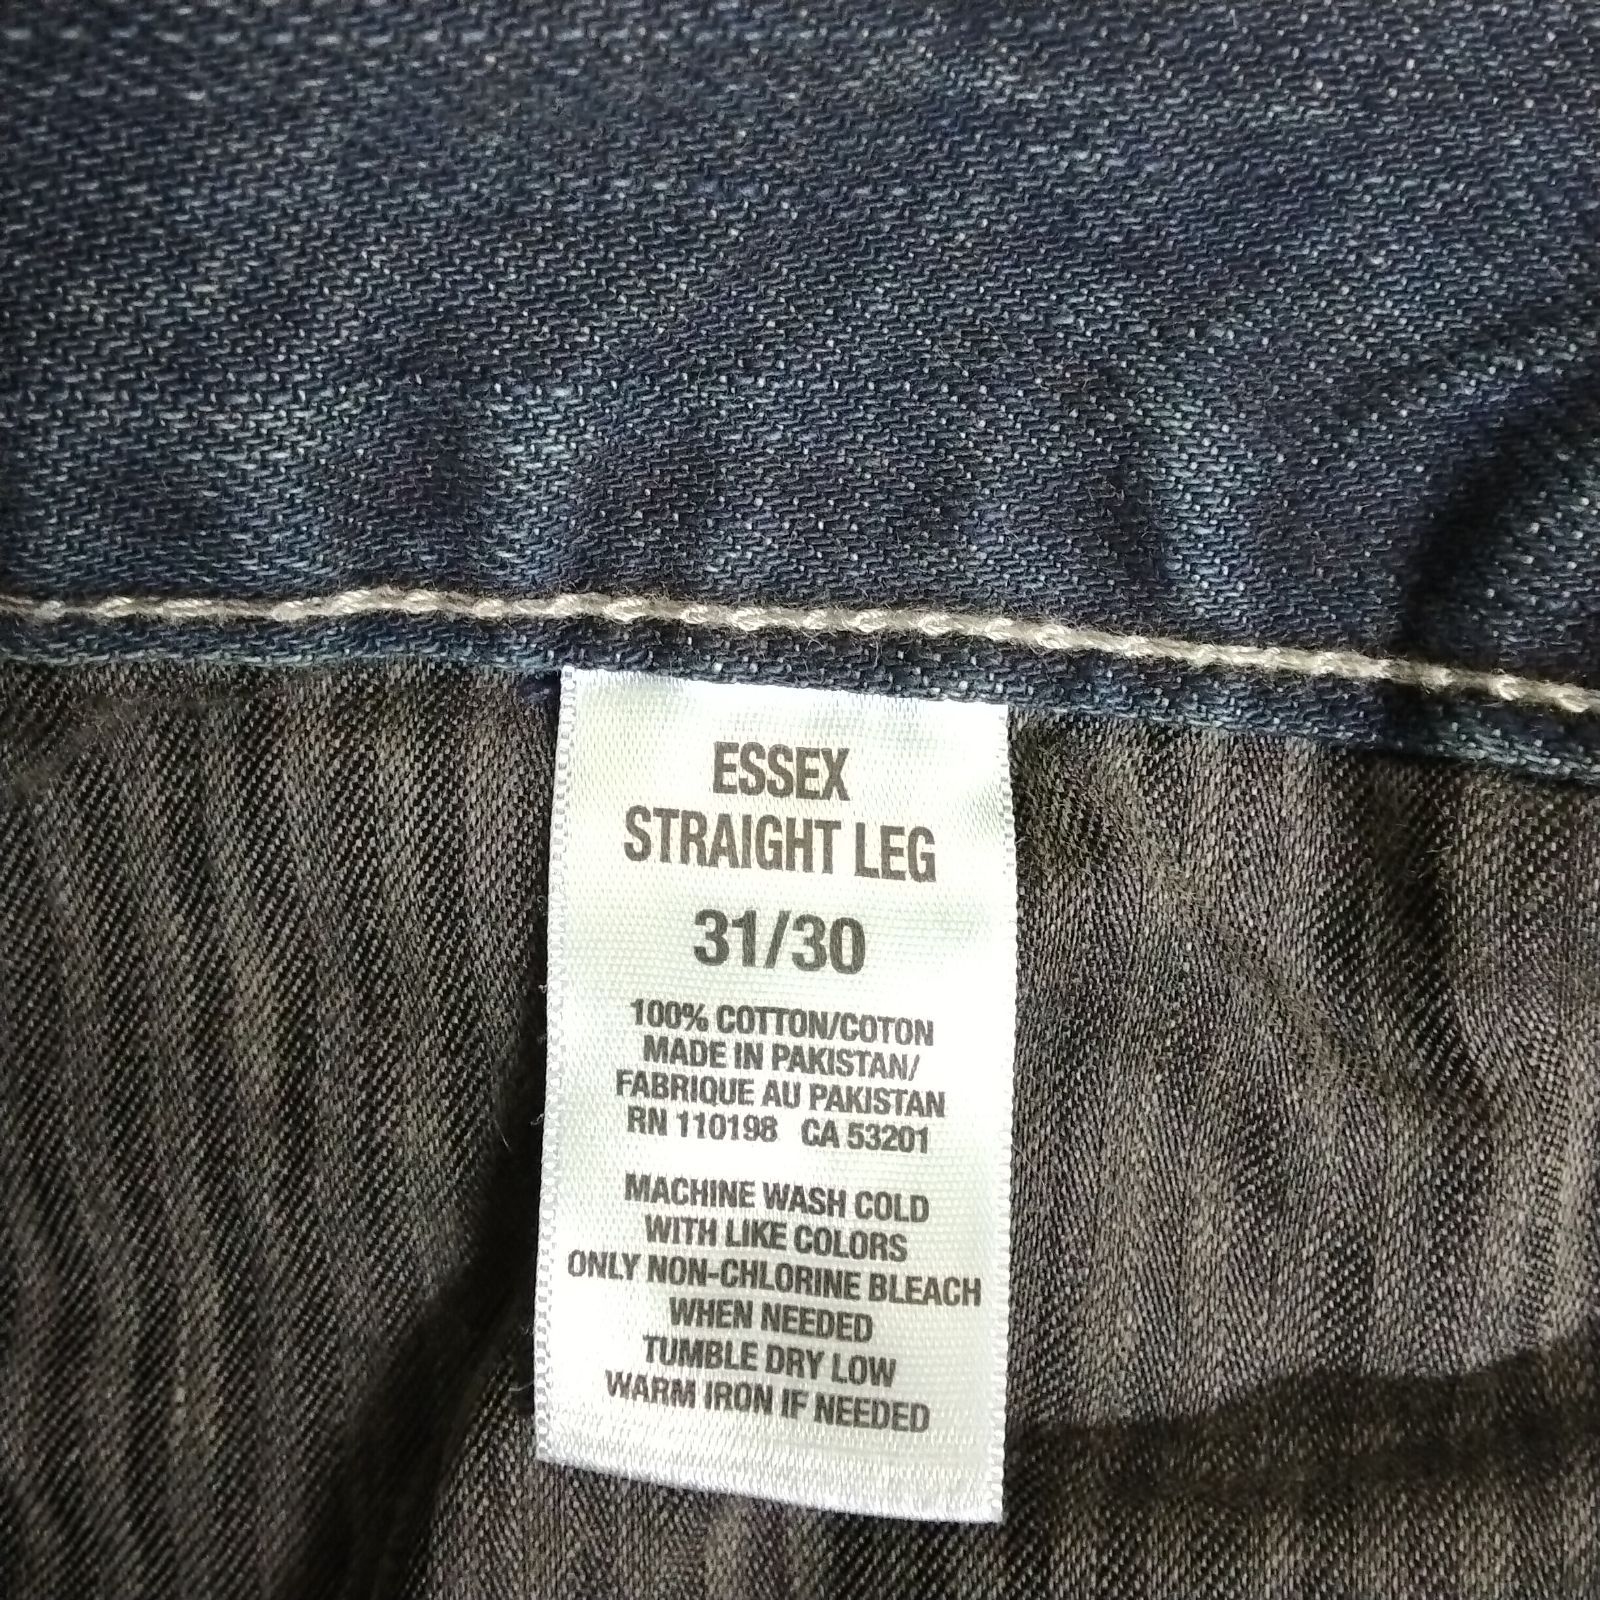 ESSEX
STRAIGHT LEG
31/30
100% COTTON/COTON
MADE IN PAKISTAN/
FABRIQUE AU PAKISTAN
RN 110198 CA 53201
MACHINE WASH COLD
WITH LIKE COLORS
ONLY NON-CHLORINE BLEACH
WHEN NEEDED
TUMBLE DRY LOW
WARM IRON IF NEEDED